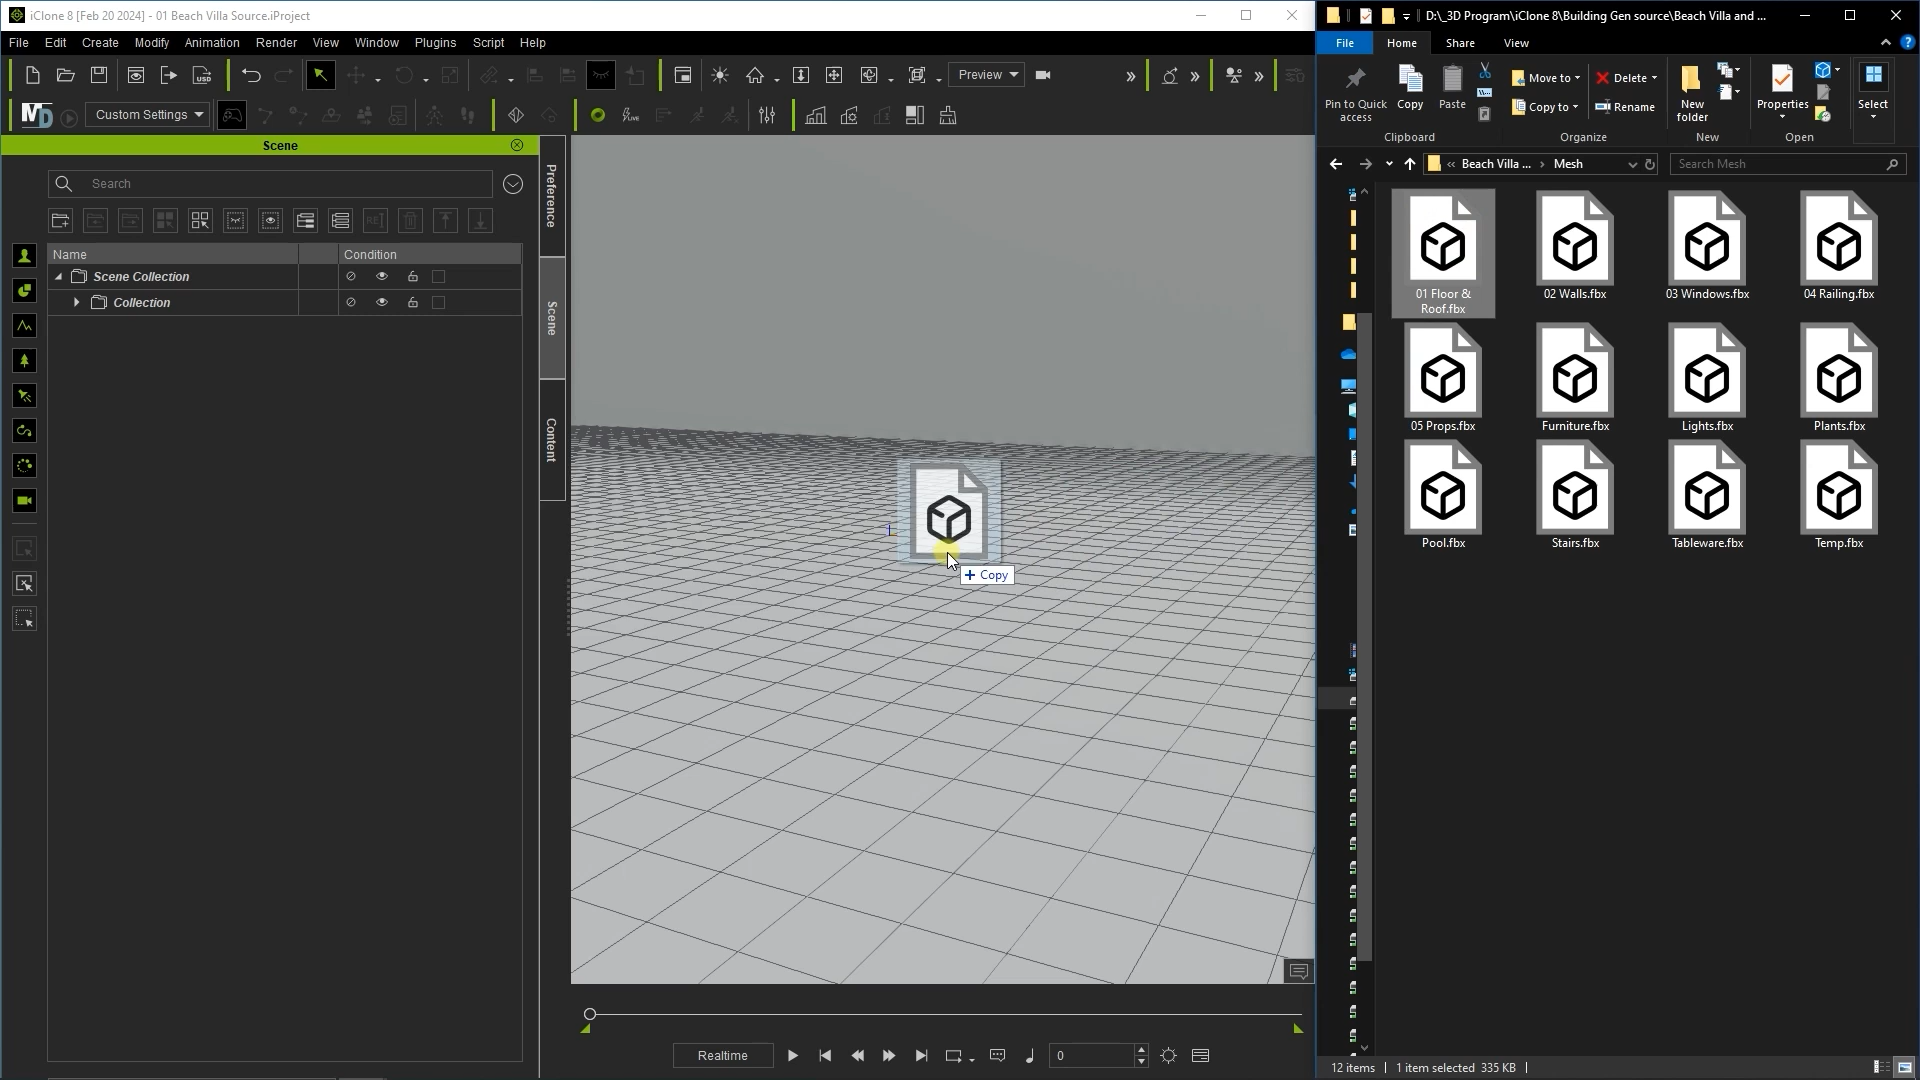 iClone 8 [Feb 20 2024] - 01 Beach Villa Source.iProject
File Edit Create Modify Animation Render View Window Plugins Script Help
Preview
Custom Settings
Scene
Search
Name Condition
Scene Collection
Collection
Preference
Scene
Content
Copy
Realtime
0
D:\_3D Program\iClone 8\Building Gen source\Beach Villa and ...
File Home Share View
Pin to Quick access
Copy
Paste
Move to
Copy to
Delete
Rename
New folder
Properties
Select
Clipboard Organize New Open
« Beach Villa ... › Mesh
Search Mesh
01 Floor & Roof.fbx
02 Walls.fbx
03 Windows.fbx
04 Railing.fbx
05 Props.fbx
Furniture.fbx
Lights.fbx
Plants.fbx
Pool.fbx
Stairs.fbx
Tableware.fbx
Temp.fbx
12 items 1 item selected 335 KB